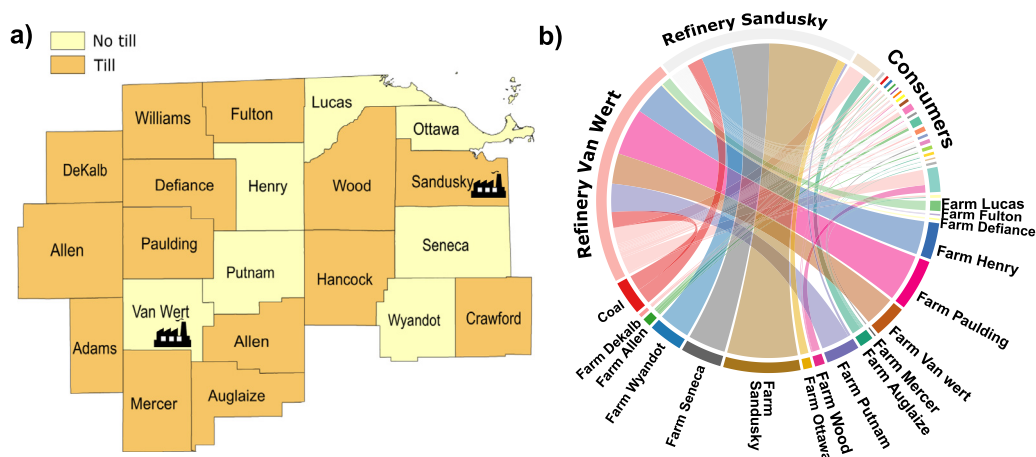 a)
No till
Till
Williams
Fulton
Lucas
Ottawa
DeKalb
Defiance
Henry
Wood
Sandusky
Allen
Paulding
Putnam
Hancock
Seneca
Van Wert
Adams
Allen
Wyandot
Crawford
Mercer
Auglaize
b)
Refinery Sandusky
Consumers
Refinery Van Wert
Farm Lucas
Farm Fulton
Farm Defiance
Farm Henry
Farm Paulding
Farm Van wert
Farm Mercer
Farm Auglaize
Farm Putnam
Farm Wood
Farm Ottawa
Farm
Sandusky
Farm Seneca
Farm Wyandot
Farm Allen
Farm Dekalb
Coal